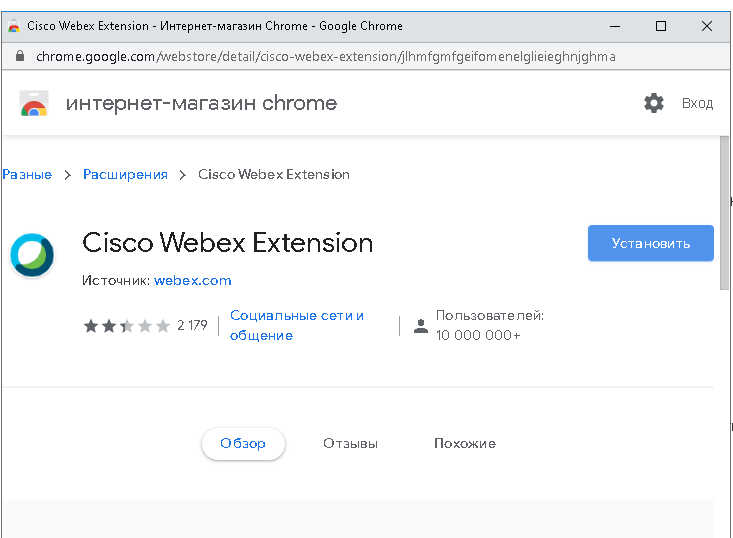 Cisco Webex Extension - Интернет-магазин Chrome - Google Chrome
chrome.google.com/webstore/detail/cisco-webex-extension/jlhmfgmfgeifomenelglieieghnjghma
интернет-магазин chrome
Вход
Разные > Расширения > Cisco Webex Extension
Cisco Webex Extension
Установить
Источник: webex.com
2 179
Социальные сети и
общение
Пользователей:
10 000 000+
Обзор
Отзывы
Похожие